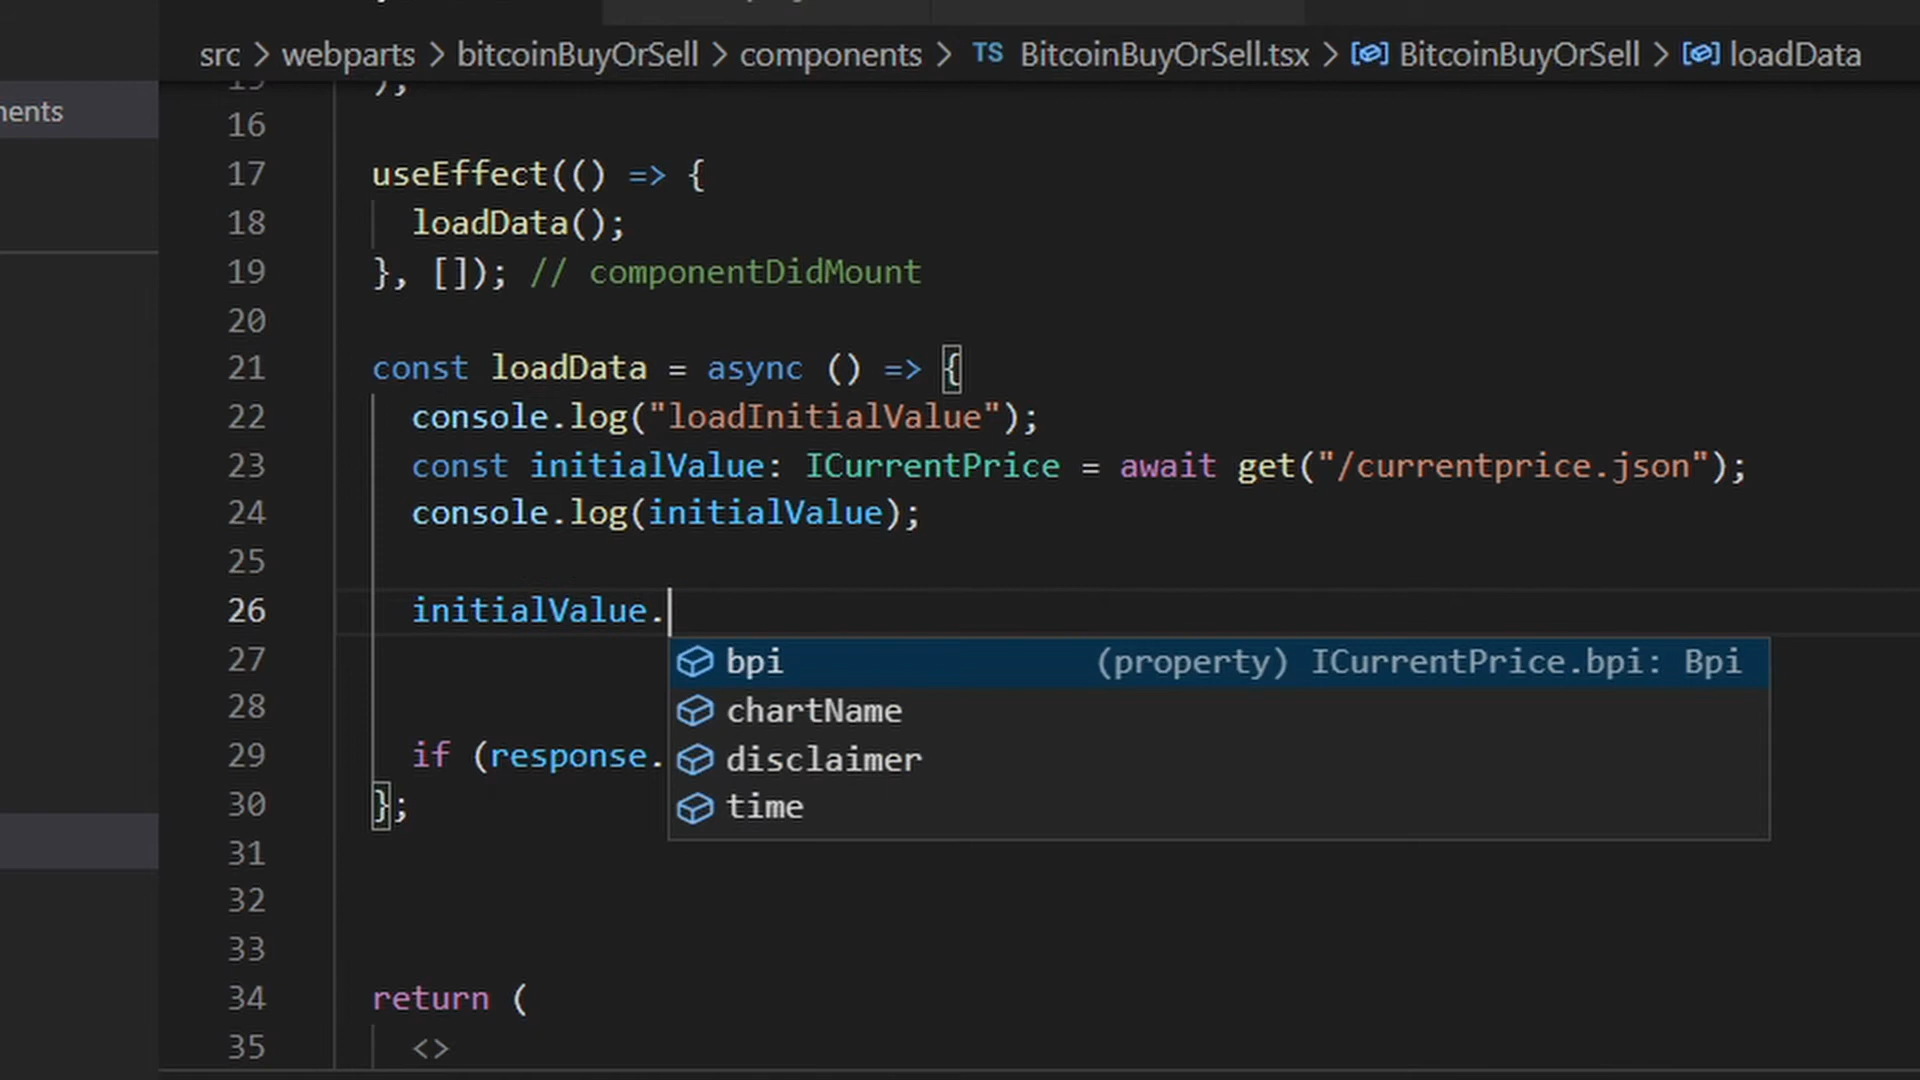 src > webparts > bitcoinBuyOrSell > components > TS BitcoinBuyOrSell.tsx > BitcoinBuyOrSell > loadData
ments
15 );
16
17 useEffect(() => {
18 loadData();
19 }, []); // componentDidMount
20
21 const loadData = async () => {
22 console.log("loadInitialValue");
23 const initialValue: ICurrentPrice = await get("/currentprice.json");
24 console.log(initialValue);
25
26 initialValue.
27 bpi (property) ICurrentPrice.bpi: Bpi
28 chartName
29 if (response. disclaimer
30 }; time
31
32
33
34 return (
35 <>